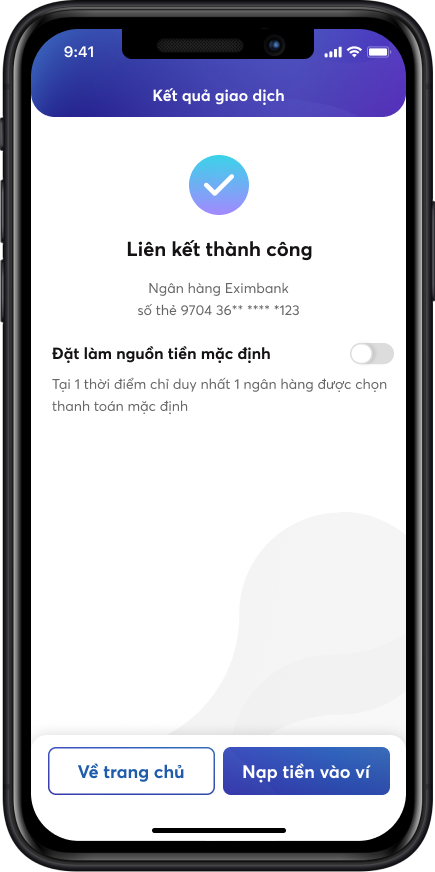 9:41
Kết quả giao dịch
Liên kết thành công
Ngân hàng Eximbank
số thẻ 9704 36** **** *123
Đặt làm nguồn tiền mặc định
Tại 1 thời điểm chỉ duy nhất 1 ngân hàng được chọn
thanh toán mặc định
Về trang chủ
Nạp tiền vào ví